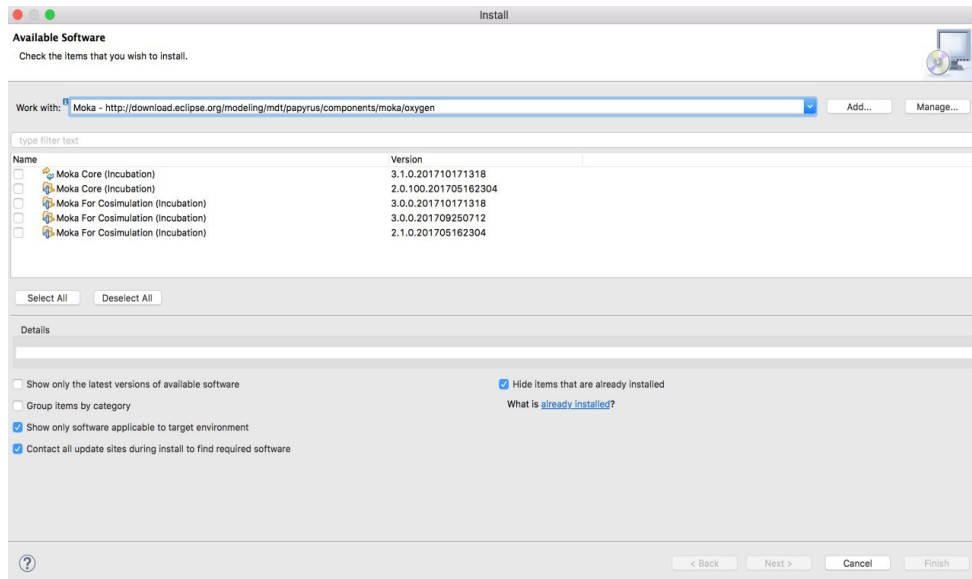 Install
Available Software
Check the items that you wish to install.
Work with: Moka - http://download.eclipse.org/modeling/mdt/papyrus/components/moka/oxygen Add... Manage...
type filter text
Name Version
Moka Core (Incubation) 3.1.0.201710171318
Moka Core (Incubation) 2.0.100.201705162304
Moka For Cosimulation (Incubation) 3.0.0.201710171318
Moka For Cosimulation (Incubation) 3.0.0.201709250712
Moka For Cosimulation (Incubation) 2.1.0.201705162304
Select All Deselect All
Details
Show only the latest versions of available software Hide items that are already installed
Group items by category What is already installed?
Show only software applicable to target environment
Contact all update sites during install to find required software
? < Back Next > Cancel Finish